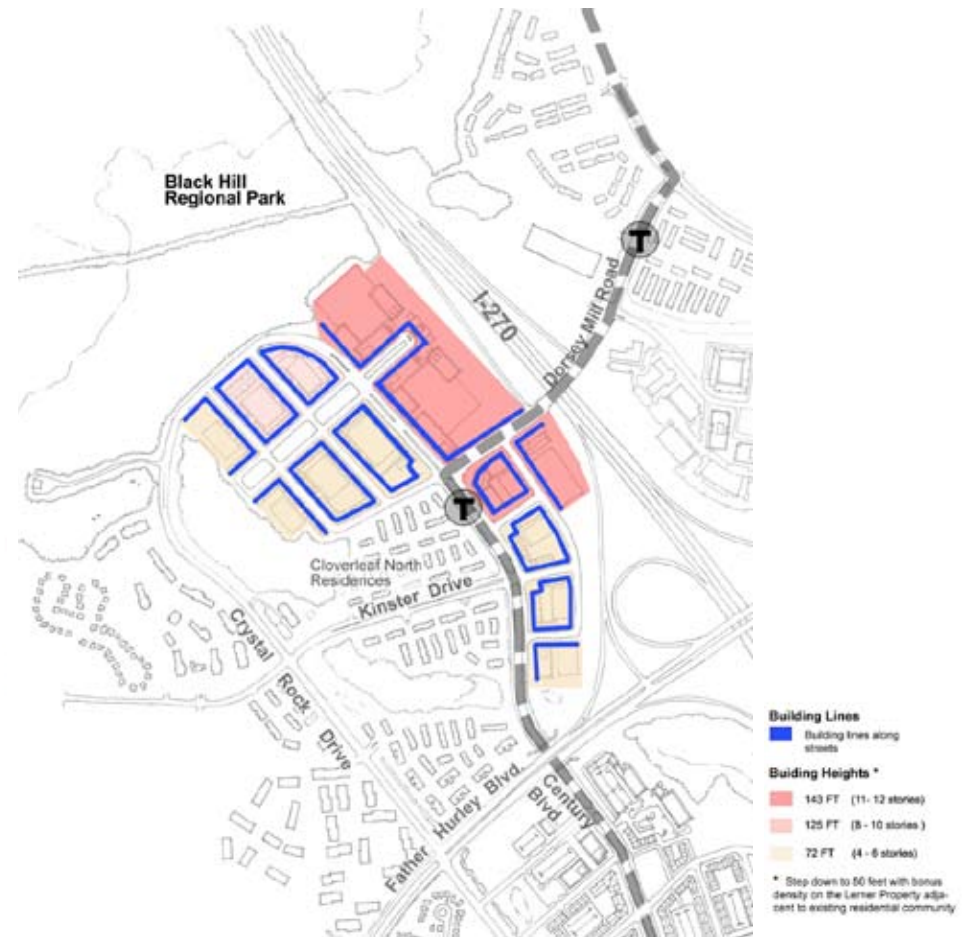 Black Hill
Regional Park
I-270
T
Dorsey Mill Road
T
Cloverleaf North
Residences
Kinster Drive
Crystal
Rock
Drive
Father Hurley Blvd.
Century
Blvd
Building Lines
Building lines along
streets
Buiding Heights *
143 FT (11- 12 stories)
125 FT (8 - 10 stories )
72 FT (4 - 6 stories)
* Step down to 50 feet with bonus
density on the Lerner Property adja-
cent to existing residential community